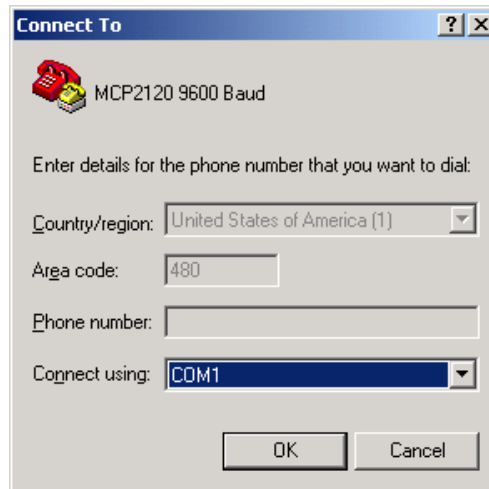 Connect To
MCP2120 9600 Baud
Enter details for the phone number that you want to dial:
Country/region: United States of America (1)
Area code: 480
Phone number:
Connect using: COM1
OK Cancel